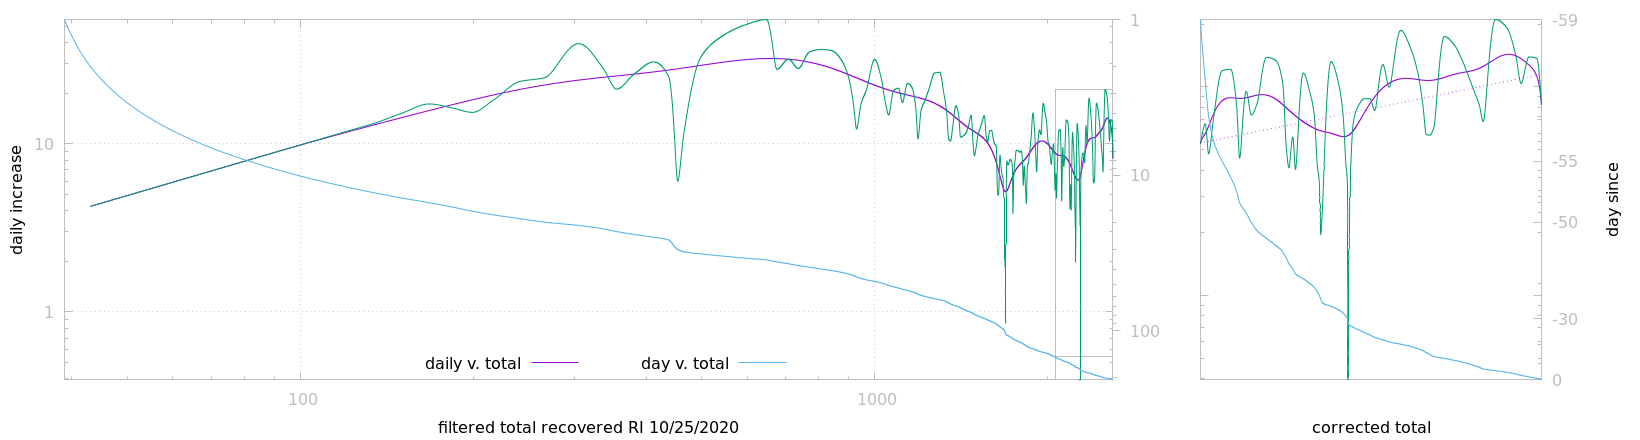 daily increase
10
1
daily v. total
day v. total
100
1000
filtered total recovered RI 10/25/2020
1
10
100
-59
-55
-50
-30
0
day since
corrected total